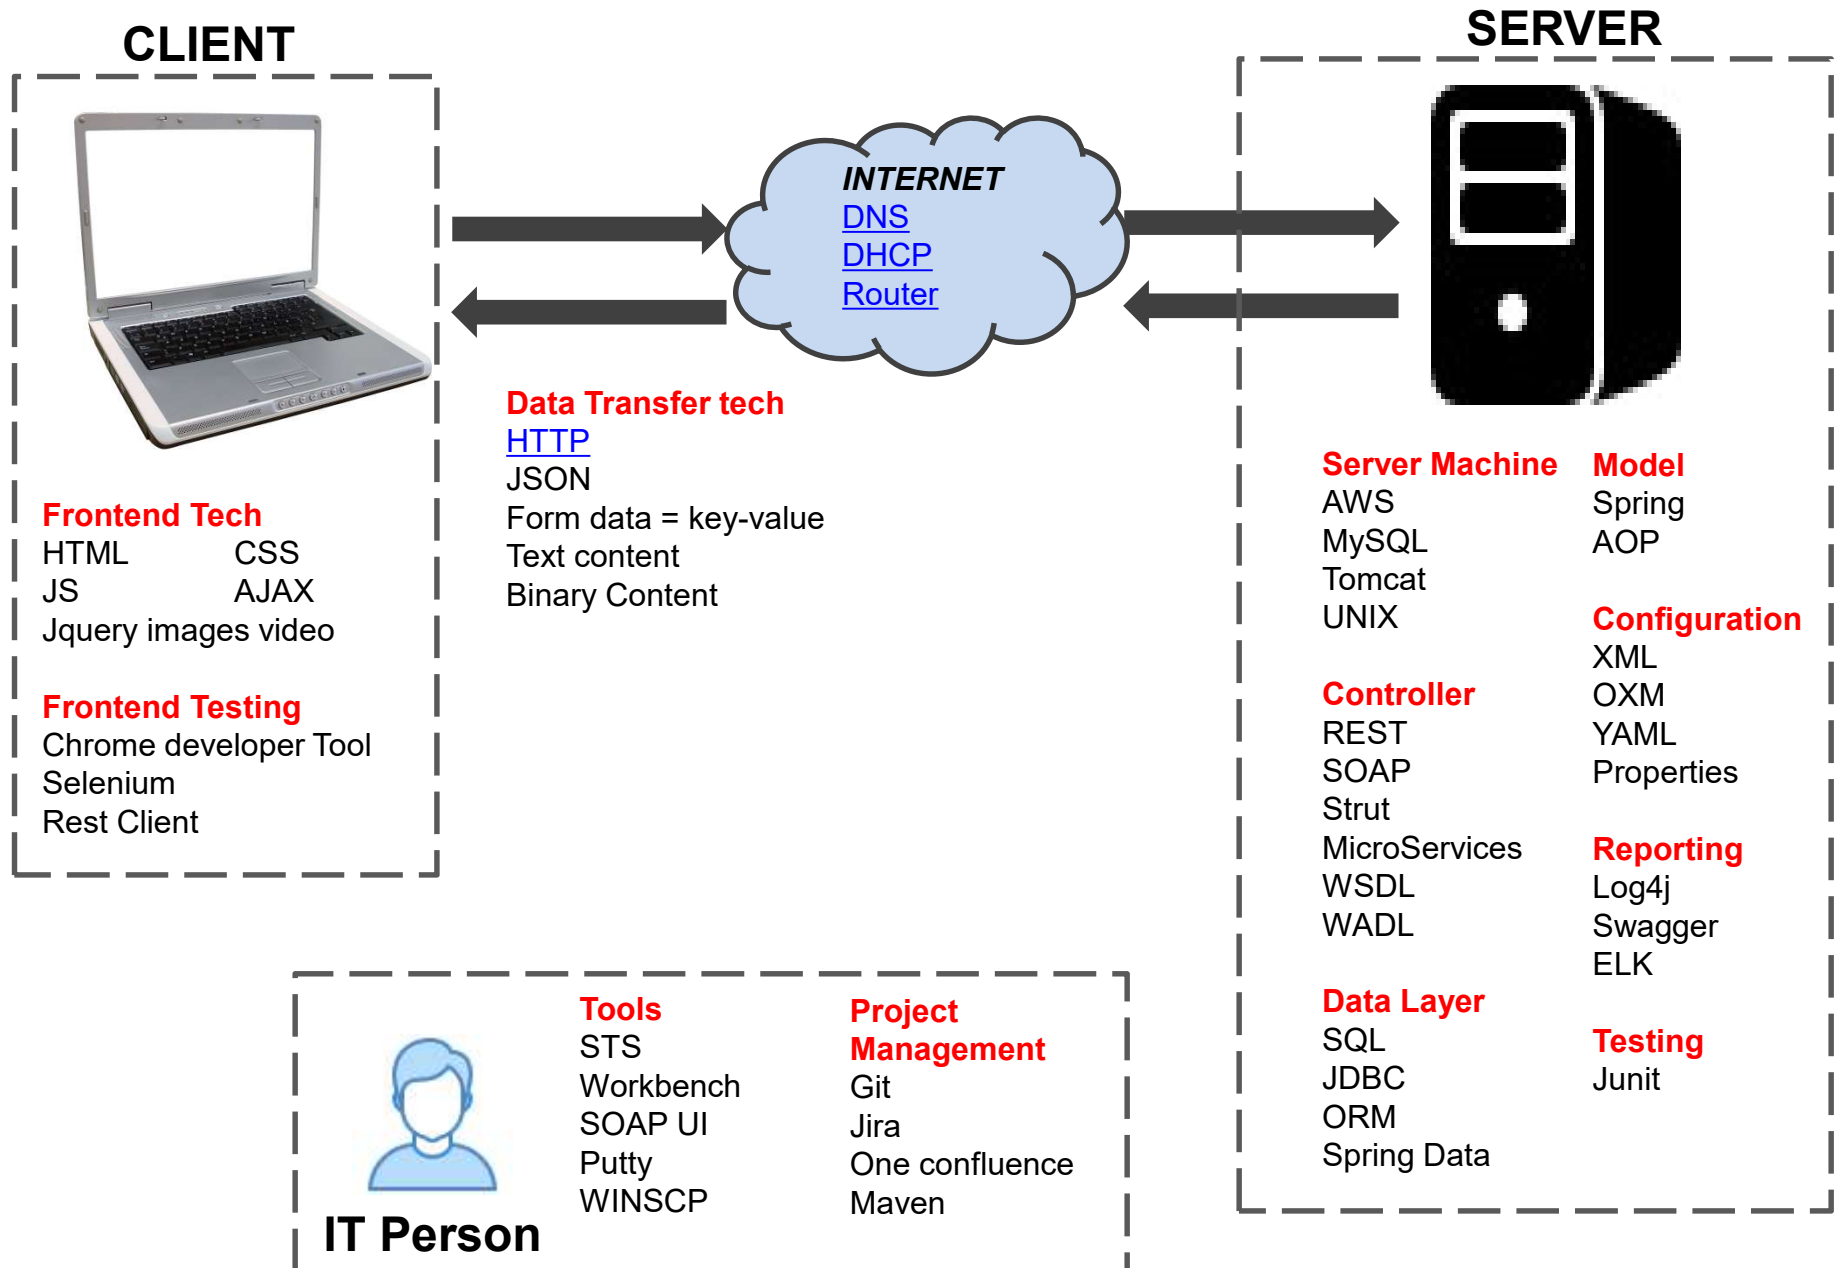 CLIENT
Frontend Tech
HTML CSS
JS AJAX
Jquery images video
Frontend Testing
Chrome developer Tool
Selenium
Rest Client
INTERNET
DNS
DHCP
Router
Data Transfer tech
HTTP
JSON
Form data = key-value
Text content
Binary Content
SERVER
Server Machine
AWS
MySQL
Tomcat
UNIX
Controller
REST
SOAP
Strut
MicroServices
WSDL
WADL
Data Layer
SQL
JDBC
ORM
Spring Data
Model
Spring
AOP
Configuration
XML
OXM
YAML
Properties
Reporting
Log4j
Swagger
ELK
Testing
Junit
IT Person
Tools
STS
Workbench
SOAP UI
Putty
WINSCP
Project
Management
Git
Jira
One confluence
Maven